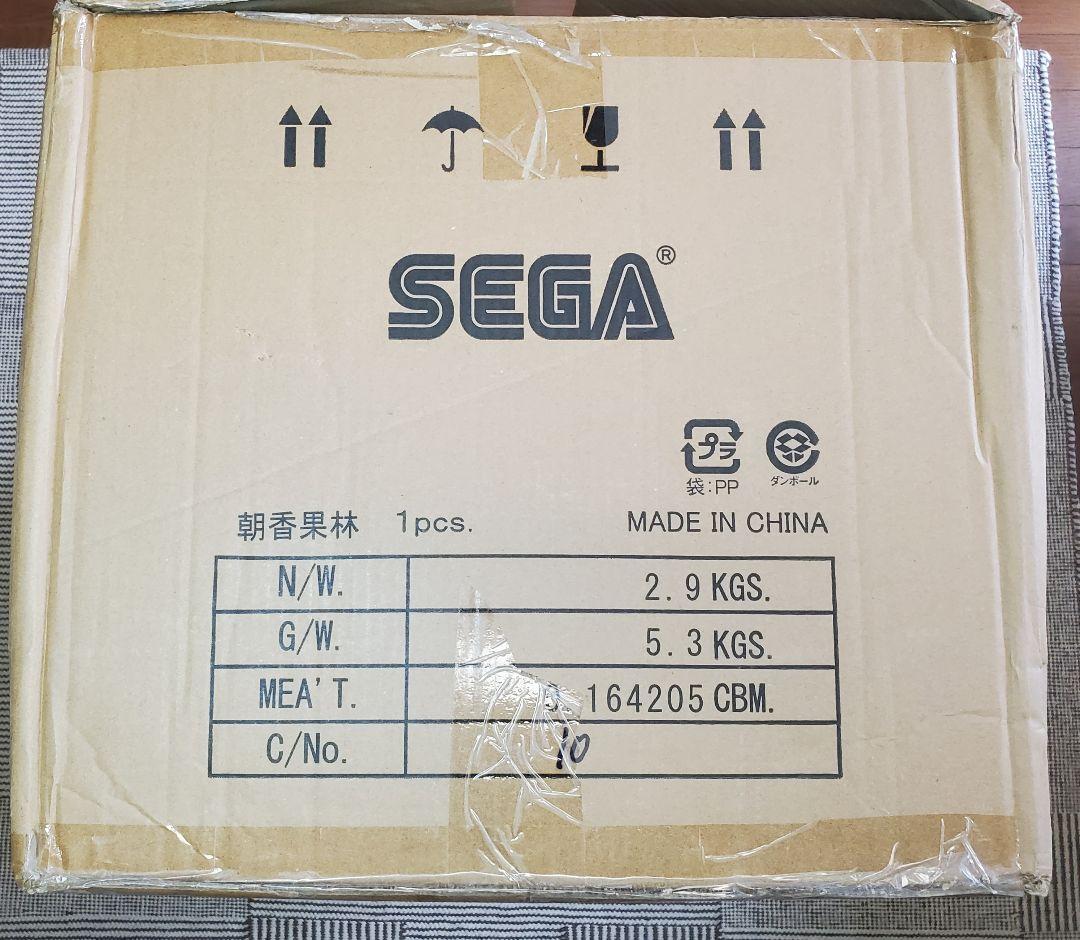 SEGA®
プラ
袋:PP
ダンボール
朝香果林 1pcs. MADE IN CHINA
N/W. 2.9 KGS.
G/W. 5.3 KGS.
MEA'T. 164205 CBM.
C/No. 10